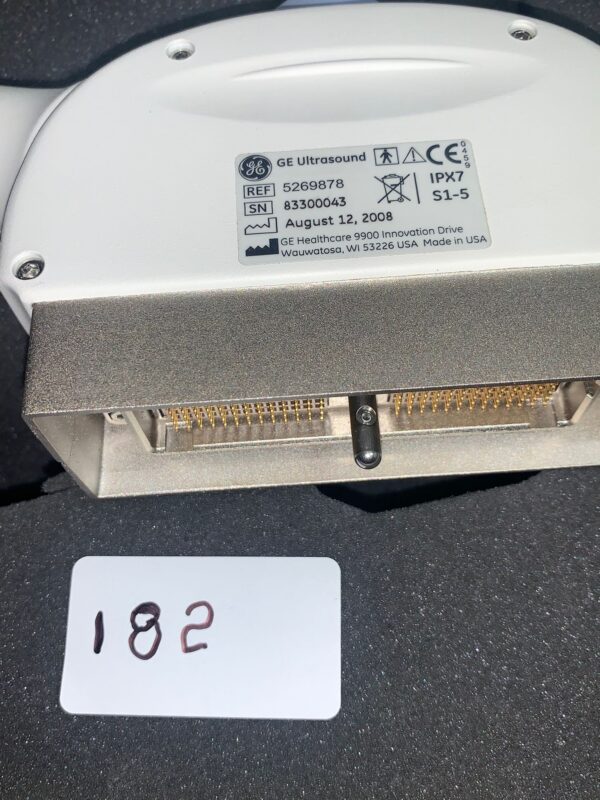 GE GE Ultrasound CE 0459
REF 5269878 IPX7
SN 83300043 S1-5
August 12, 2008
GE Healthcare 9900 Innovation Drive
Wauwatosa, WI 53226 USA Made in USA
182